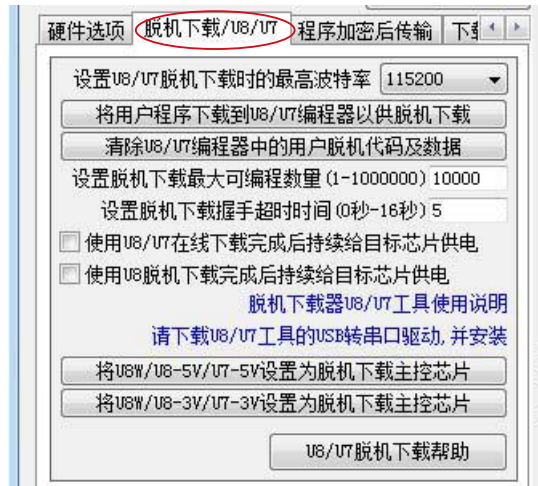 硬件选项 脱机下载/U8/U7 程序加密后传输
设置U8/U7脱机下载时的最高波特率 115200
将用户程序下载到U8/U7编程器以供脱机下载
清除U8/U7编程器中的用户脱机代码及数据
设置脱机下载最大可编程数量(1-1000000) 10000
设置脱机下载握手超时时间(0秒-16秒) 5
使用U8/U7在线下载完成后持续给目标芯片供电
使用U8脱机下载完成后持续给目标芯片供电
脱机下载器U8/U7工具使用说明
请下载U8/U7工具的USB转串口驱动,并安装
将U8W/U8-5V/U7-5V设置为脱机下载主控芯片
将U8W/U8-3V/U7-3V设置为脱机下载主控芯片
U8/U7脱机下载帮助